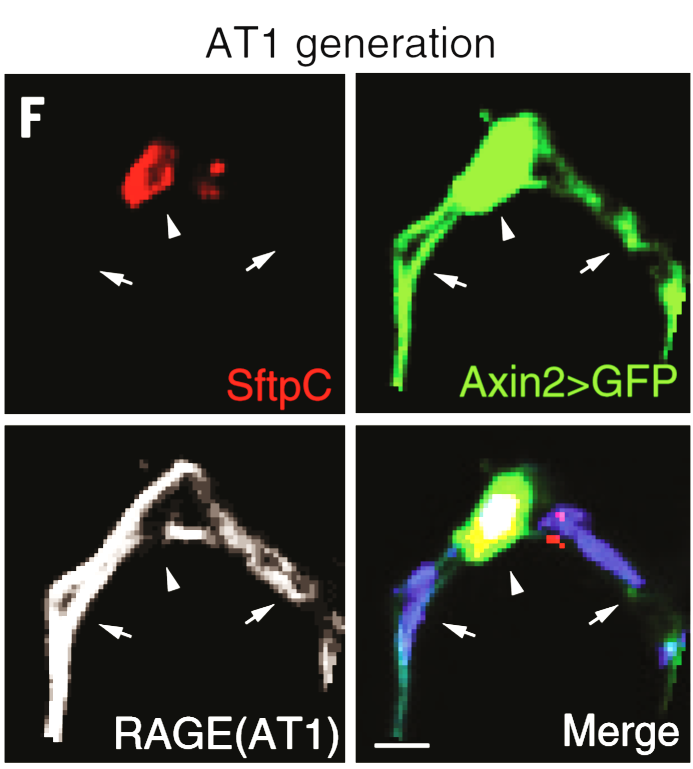 AT1 generation
F
SftpC
Axin2>GFP
RAGE(AT1)
Merge